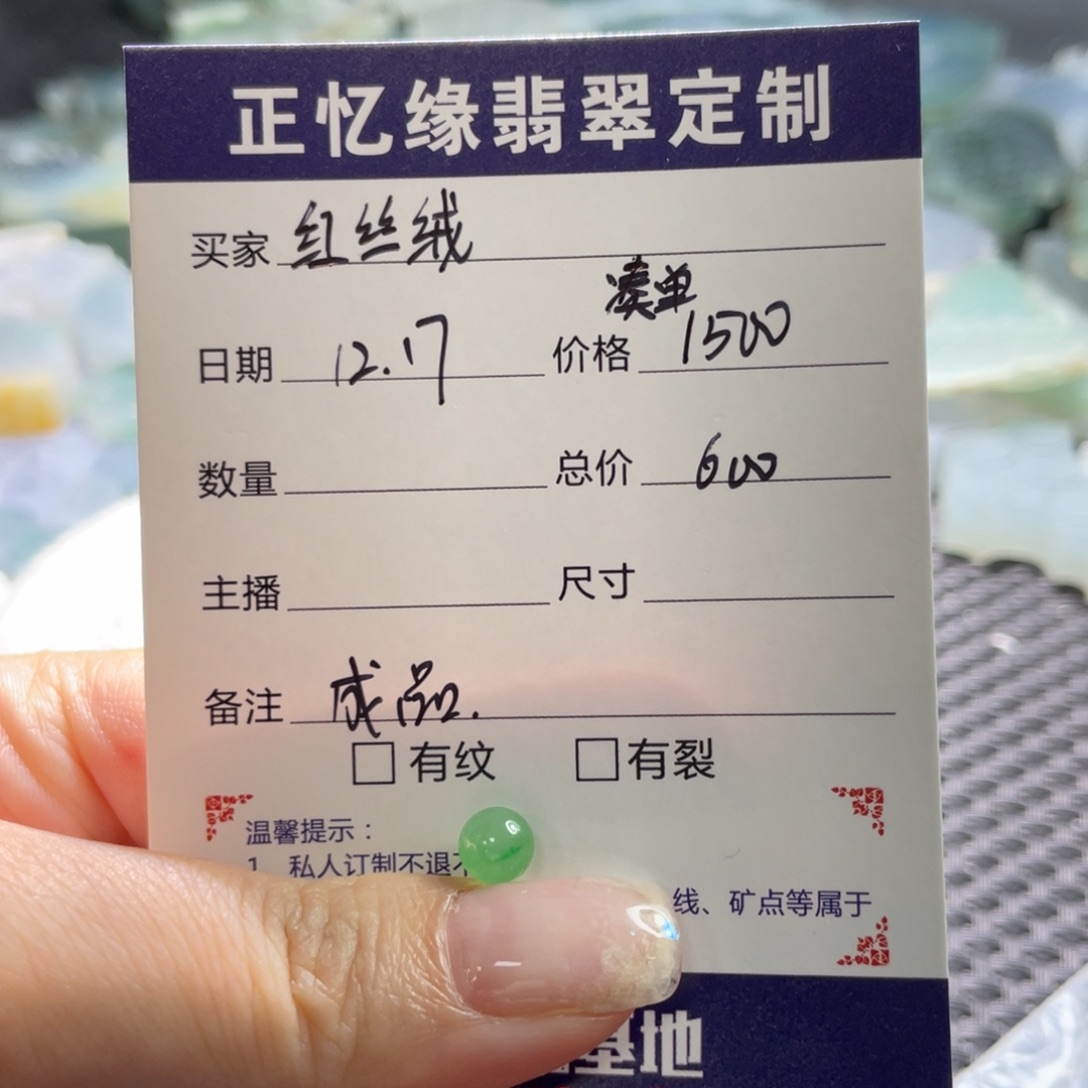 正忆缘翡翠定制
买家 红丝绒
凑单
日期 12.17 价格 1500
数量 总价 600
主播 尺寸
备注 成品.
有纹 有裂
温馨提示：
1、私人订制不退
线、矿点等属于
基地